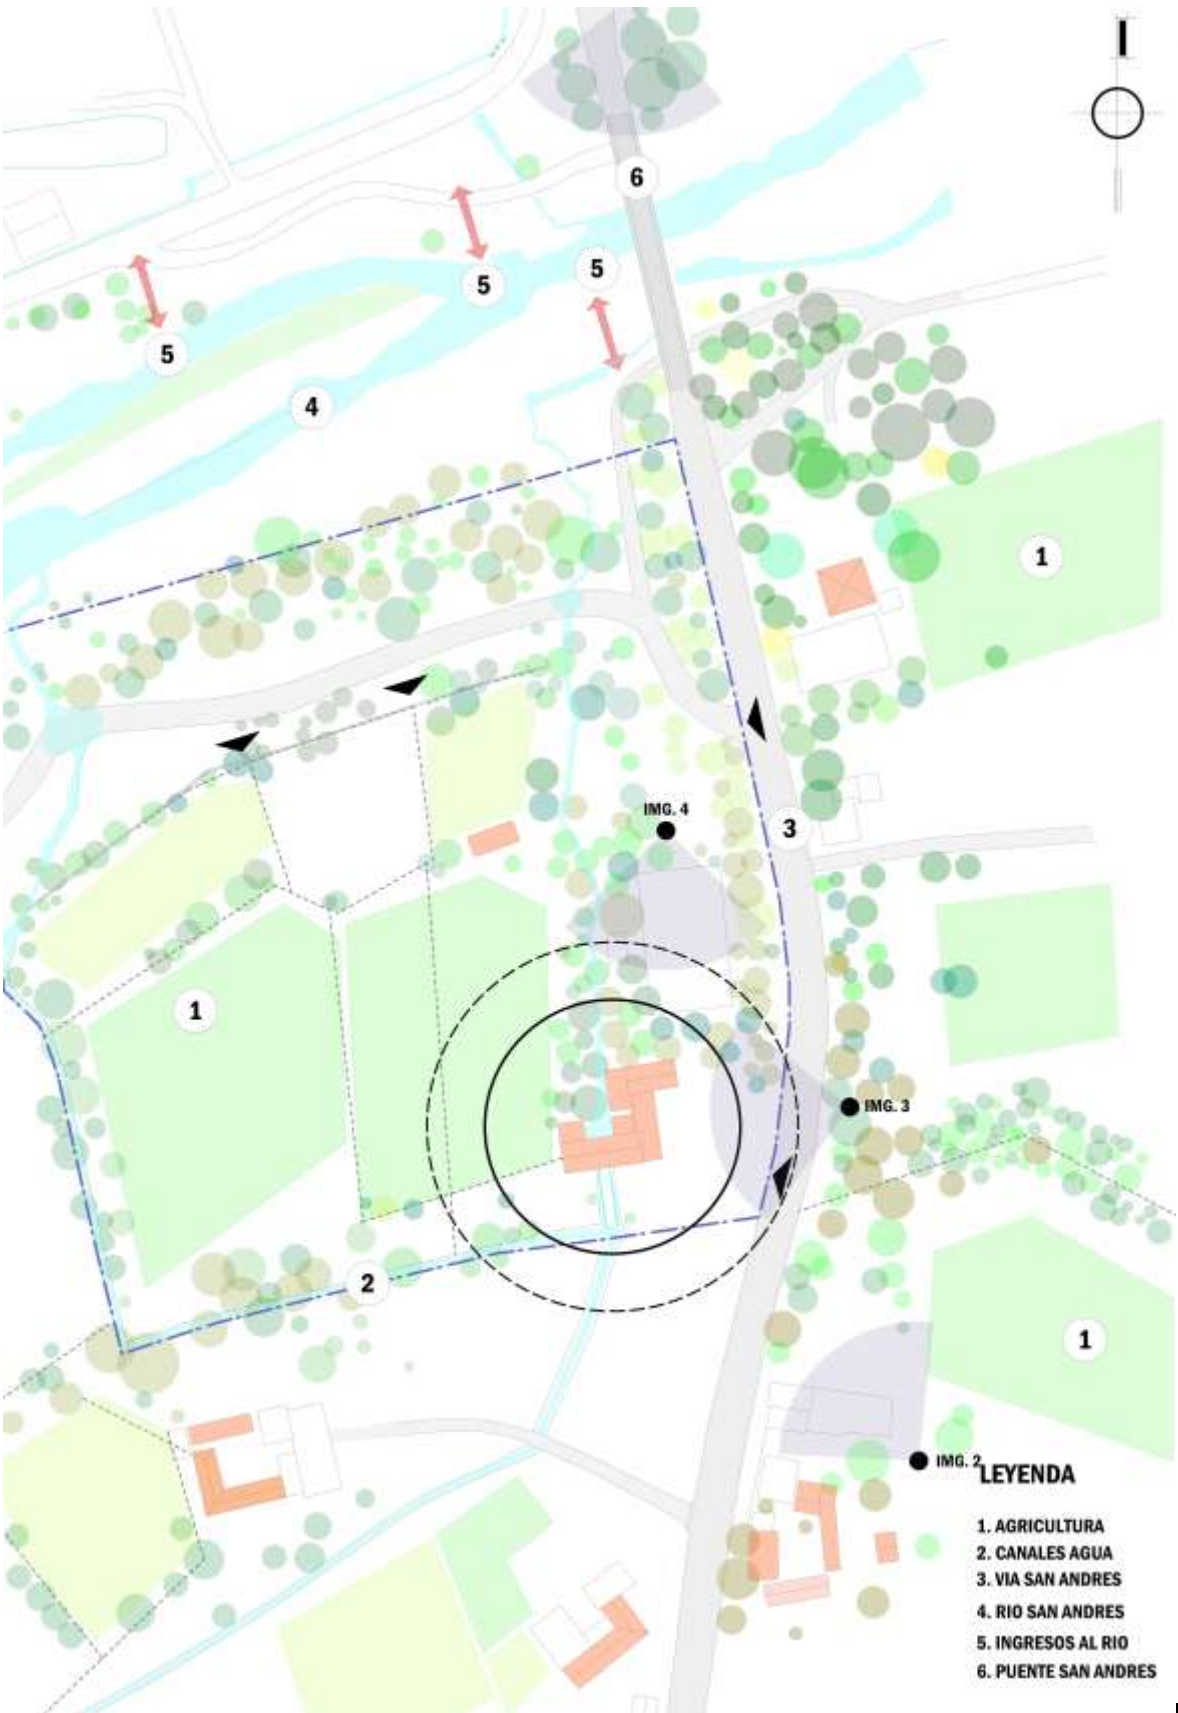 6
5
5
5
4
1
IMG. 4
3
1
IMG. 3
2
1
IMG. 2
LEYENDA
1. AGRICULTURA
2. CANALES AGUA
3. VIA SAN ANDRES
4. RIO SAN ANDRES
5. INGRESOS AL RIO
6. PUENTE SAN ANDRES